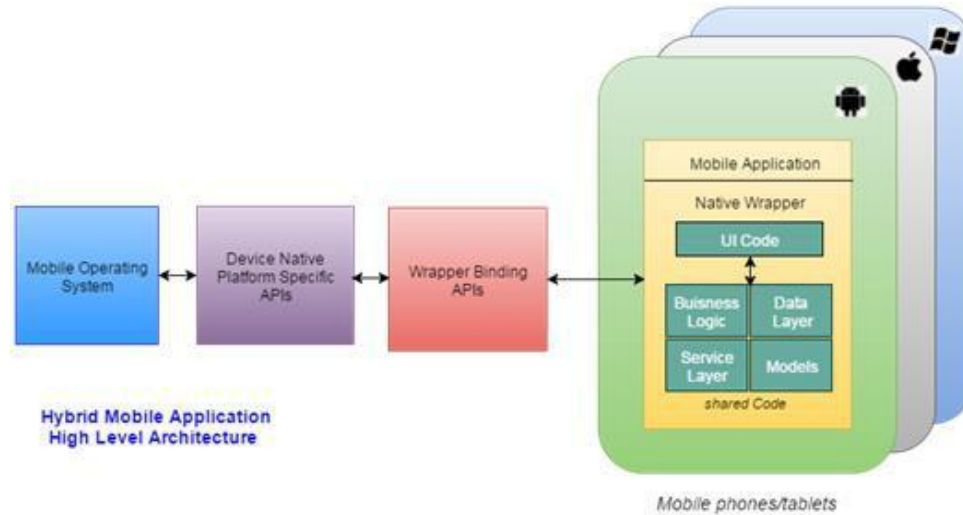 Mobile Operating
System
Device Native
Platform Specific
APIs
Wrapper Binding
APIs
Mobile Application
Native Wrapper
UI Code
Buisness
Logic
Data
Layer
Service
Layer
Models
shared Code
Hybrid Mobile Application
High Level Architecture
Mobile phones/tablets